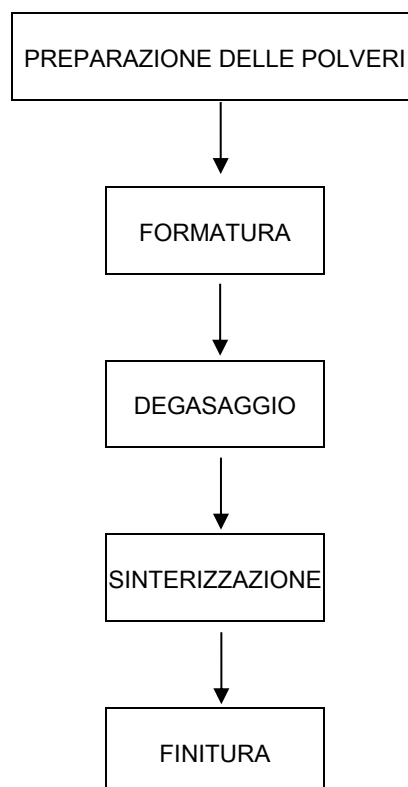 PREPARAZIONE DELLE POLVERI
FORMATURA
DEGASAGGIO
SINTERIZZAZIONE
FINITURA